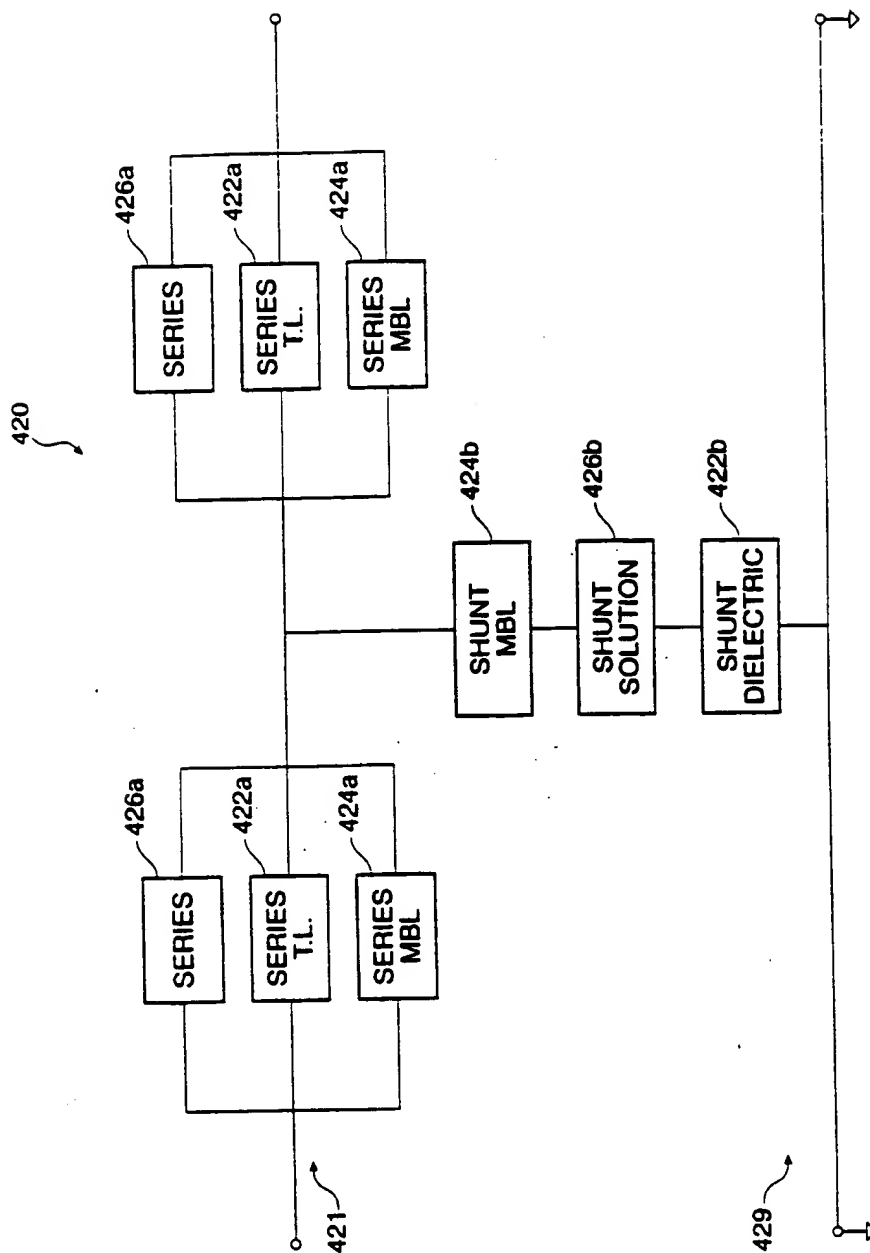 420
426a
SERIES
422a
SERIES
T.L.
424a
SERIES
MBL
426a
SERIES
422a
SERIES
T.L.
424a
SERIES
MBL
421
SHUNT
MBL
424b
SHUNT
SOLUTION
426b
SHUNT
DIELECTRIC
422b
429